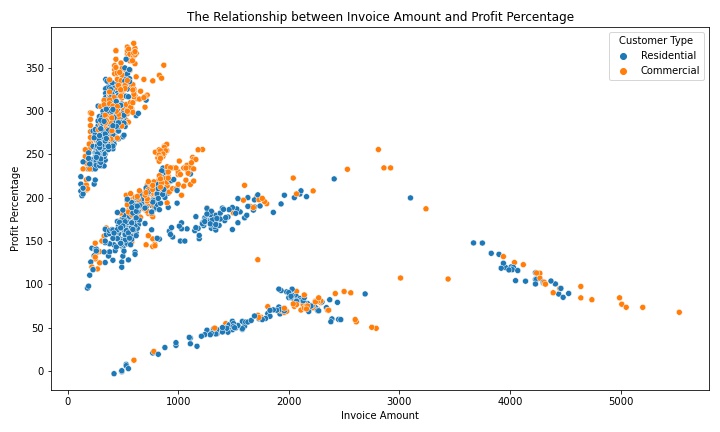 The Relationship between Invoice Amount and Profit Percentage
Customer Type
Residential
Commercial
Profit Percentage
350
300
250
200
150
100
50
0
0 1000 2000 3000 4000 5000
Invoice Amount